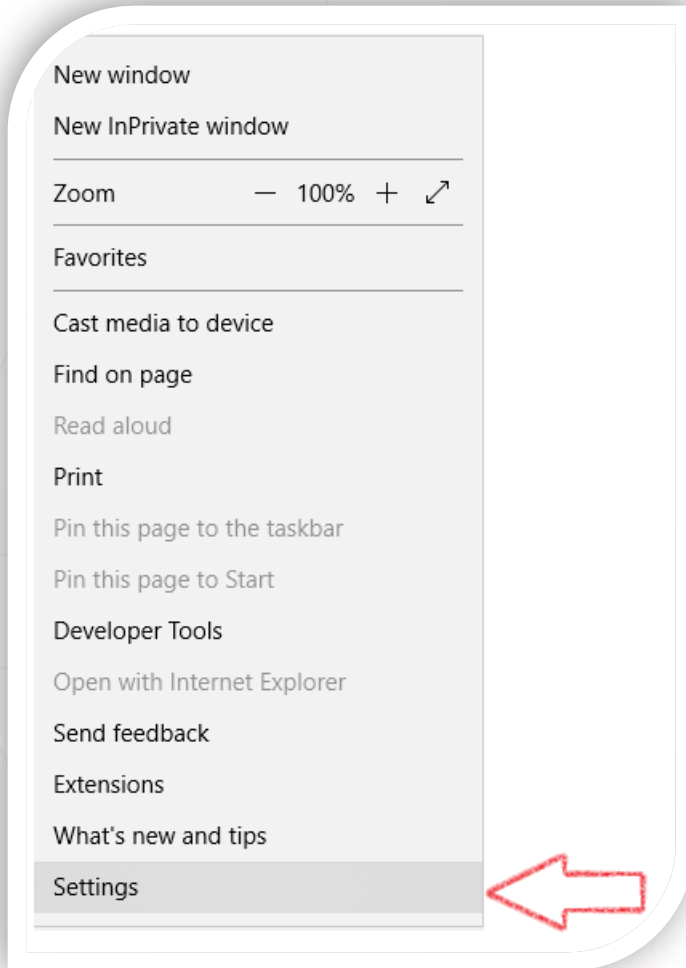 New window
New InPrivate window
Zoom — 100% +
Favorites
Cast media to device
Find on page
Read aloud
Print
Pin this page to the taskbar
Pin this page to Start
Developer Tools
Open with Internet Explorer
Send feedback
Extensions
What's new and tips
Settings